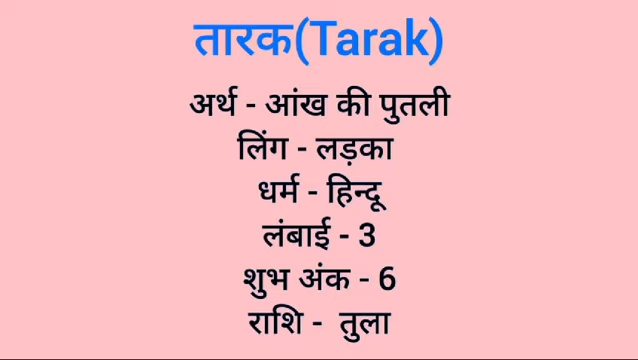 तारक(Tarak)
अर्थ - आंख की पुतली
लिंग - लड़का
धर्म - हिन्दू
लंबाई - 3
शुभ अंक - 6
राशि - तुला